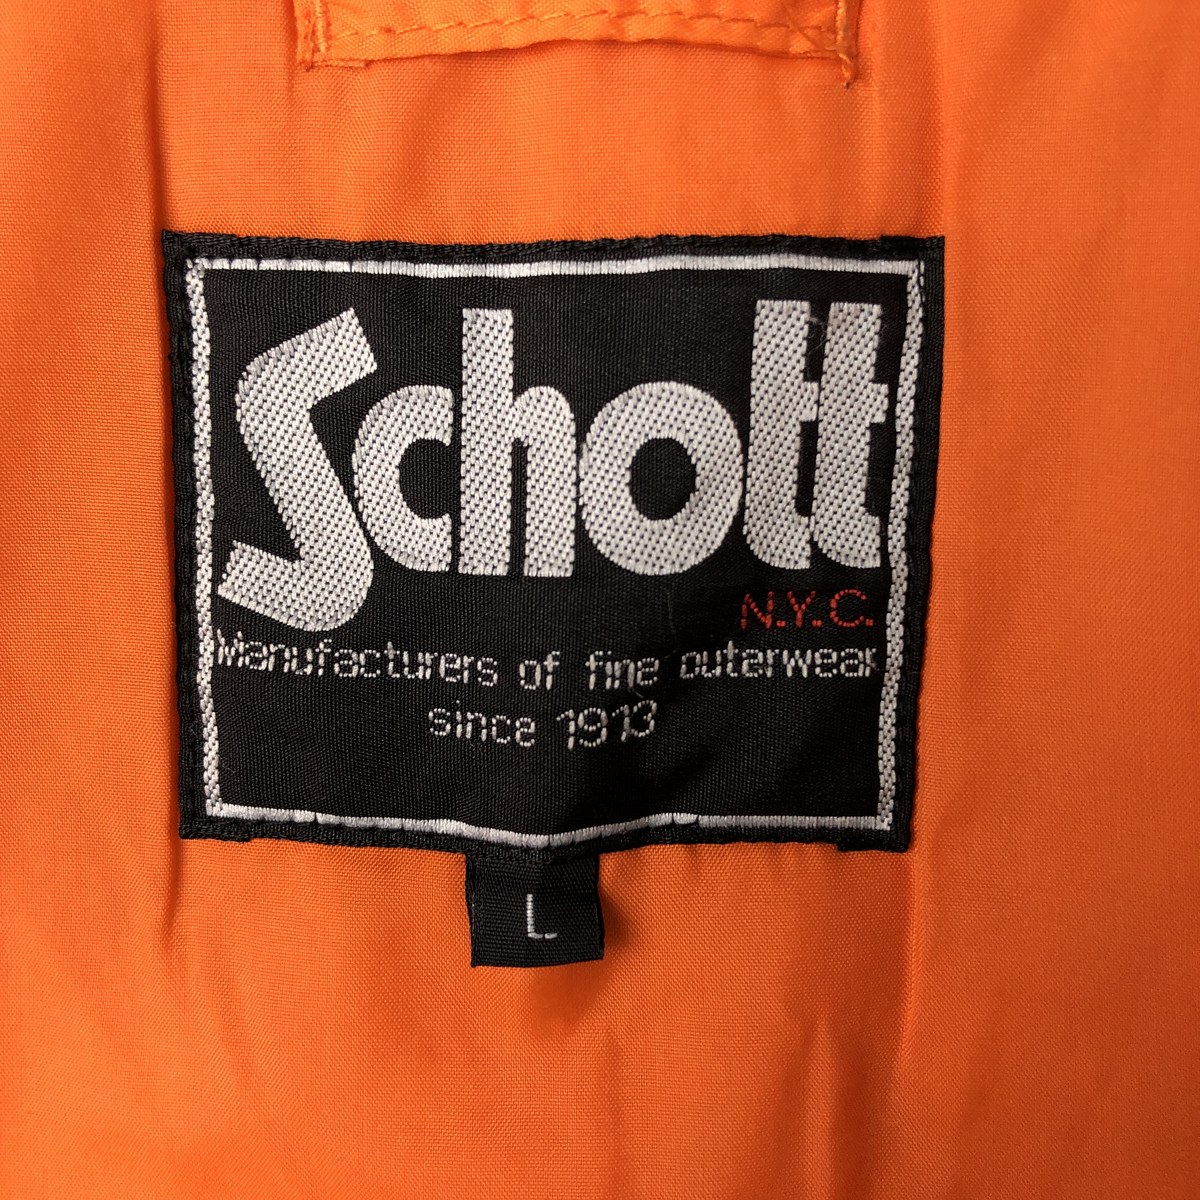 Schott
N.Y.C.
Manufacturers of fine outerwear
since 1913
L